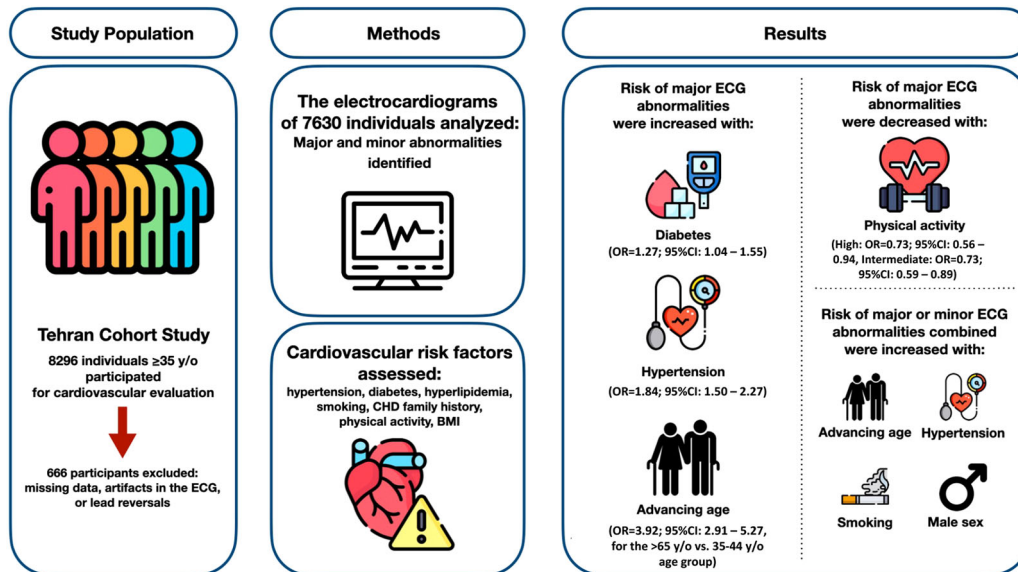 Study Population
Tehran Cohort Study
8296 individuals ≥35 y/o
participated
for cardiovascular evaluation
666 participants excluded:
missing data, artifacts in the ECG,
or lead reversals
Methods
The electrocardiograms
of 7630 individuals analyzed:
Major and minor abnormalities
identified
Cardiovascular risk factors
assessed:
hypertension, diabetes, hyperlipidemia,
smoking, CHD family history,
physical activity, BMI
Results
Risk of major ECG
abnormalities
were increased with:
Diabetes
(OR=1.27; 95%CI: 1.04 – 1.55)
Hypertension
(OR=1.84; 95%CI: 1.50 – 2.27)
Advancing age
(OR=3.92; 95%CI: 2.91 – 5.27,
for the >65 y/o vs. 35-44 y/o
age group)
Risk of major ECG
abnormalities
were decreased with:
Physical activity
(High: OR=0.73; 95%CI: 0.56 –
0.94, Intermediate: OR=0.73;
95%CI: 0.59 – 0.89)
Risk of major or minor ECG
abnormalities combined
were increased with:
Advancing age
Hypertension
Smoking
Male sex